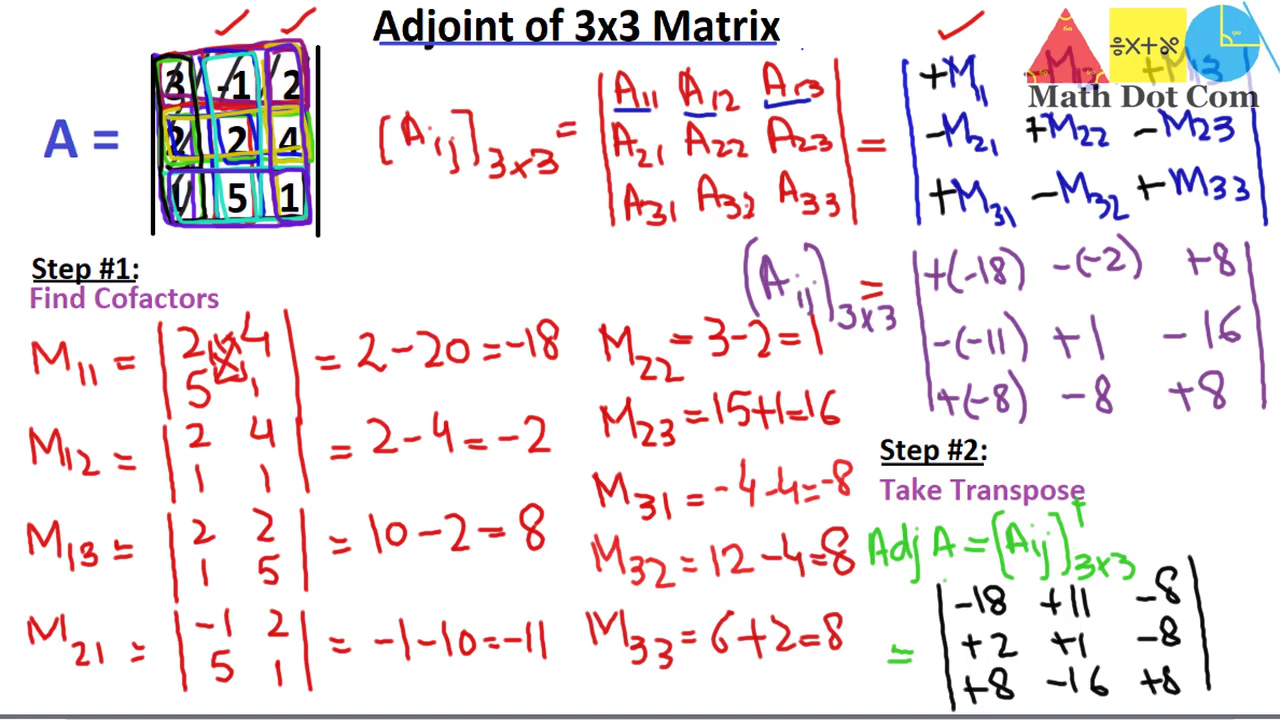 Adjoint of 3x3 Matrix
÷×+
Math Dot Com
A = | 3 -1 2 |
| 2 2 4 |
| 1 5 1 |
[Aij]3×3 = | A11 A12 A13 |
| A21 A22 A23 |
| A31 A32 A33 |
= | +M11 - M12 +M13 |
| -M21 +M22 -M23 |
| +M31 -M32 +M33 |
Step #1:
Find Cofactors
M11 = | 2 4 |
| 5 1 | = 2-20 = -18
M12 = | 2 4 |
| 1 1 | = 2-4 = -2
M13 = | 2 2 |
| 1 5 | = 10-2 = 8
M21 = | -1 2 |
| 5 1 | = -1-10 = -11
M22 = 3-2 = 1
M23 = 15+1 = 16
M31 = -4-4 = -8
M32 = 12-4 = 8
M33 = 6+2 = 8
[Aij]3×3 = | +(-18) -(-2) +8 |
| -(-11) +1 -16 |
| +(-8) -8 +8 |
Step #2:
Take Transpose
Adj A = [Aij]t3×3
= | -18 +11 -8 |
| +2 +1 -8 |
| +8 -16 +8 |